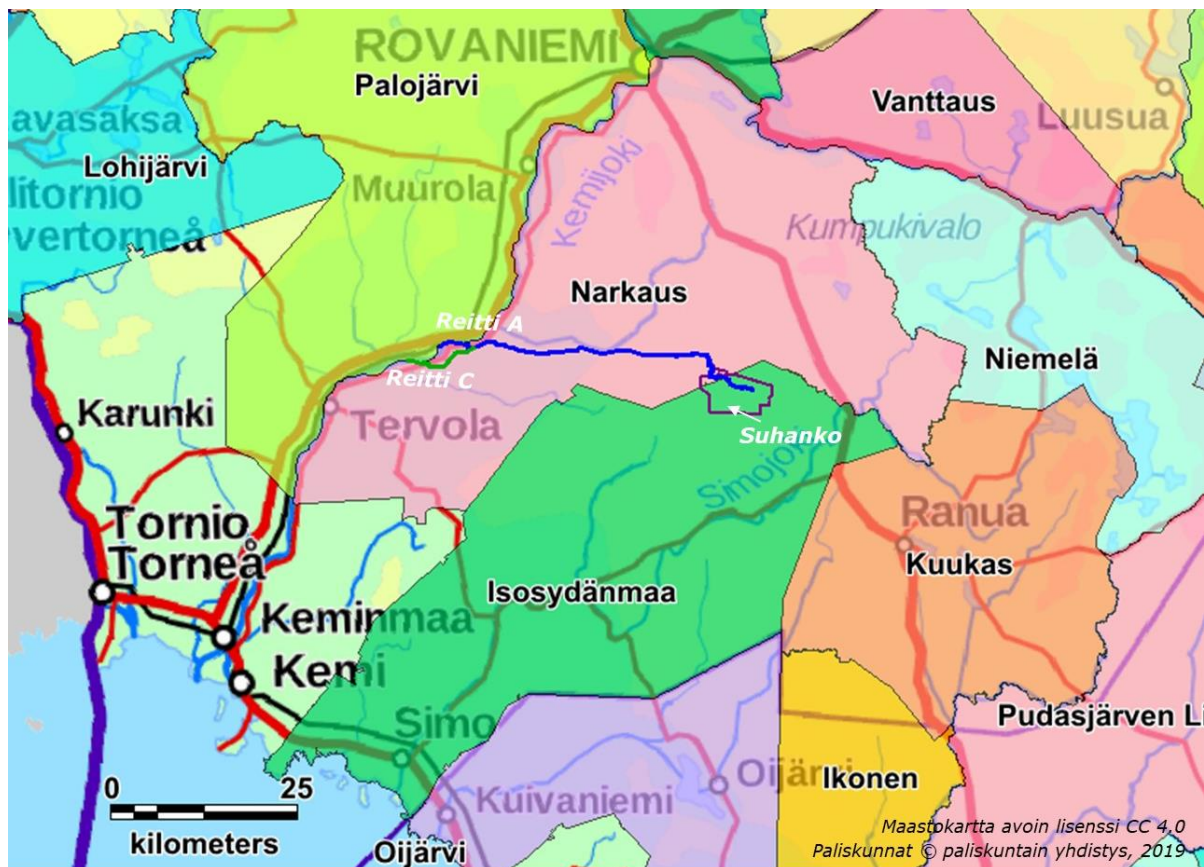 ROVANIEMI
Palojärvi
Vanttaus
Luusua
avasaksa
Lohijärvi
litornio
vertorneå
Muurola
Kemijoki
Kumpukivalo
Narkaus
Niemelä
Reitti A
Reitti C
Karunki
Tervola
Suhanko
Simojoki
Ranua
Kuukas
Tornio
Torneå
Isosydänmaa
Keminmaa
Kemi
Simo
Pudasjärven Li
Oijärvi
Ikonen
Kuivaniemi
0 25
kilometers
Oijärvi
Maastokartta avoin lisenssi CC 4,0
Paliskunnat © paliskuntain yhdistys, 2019